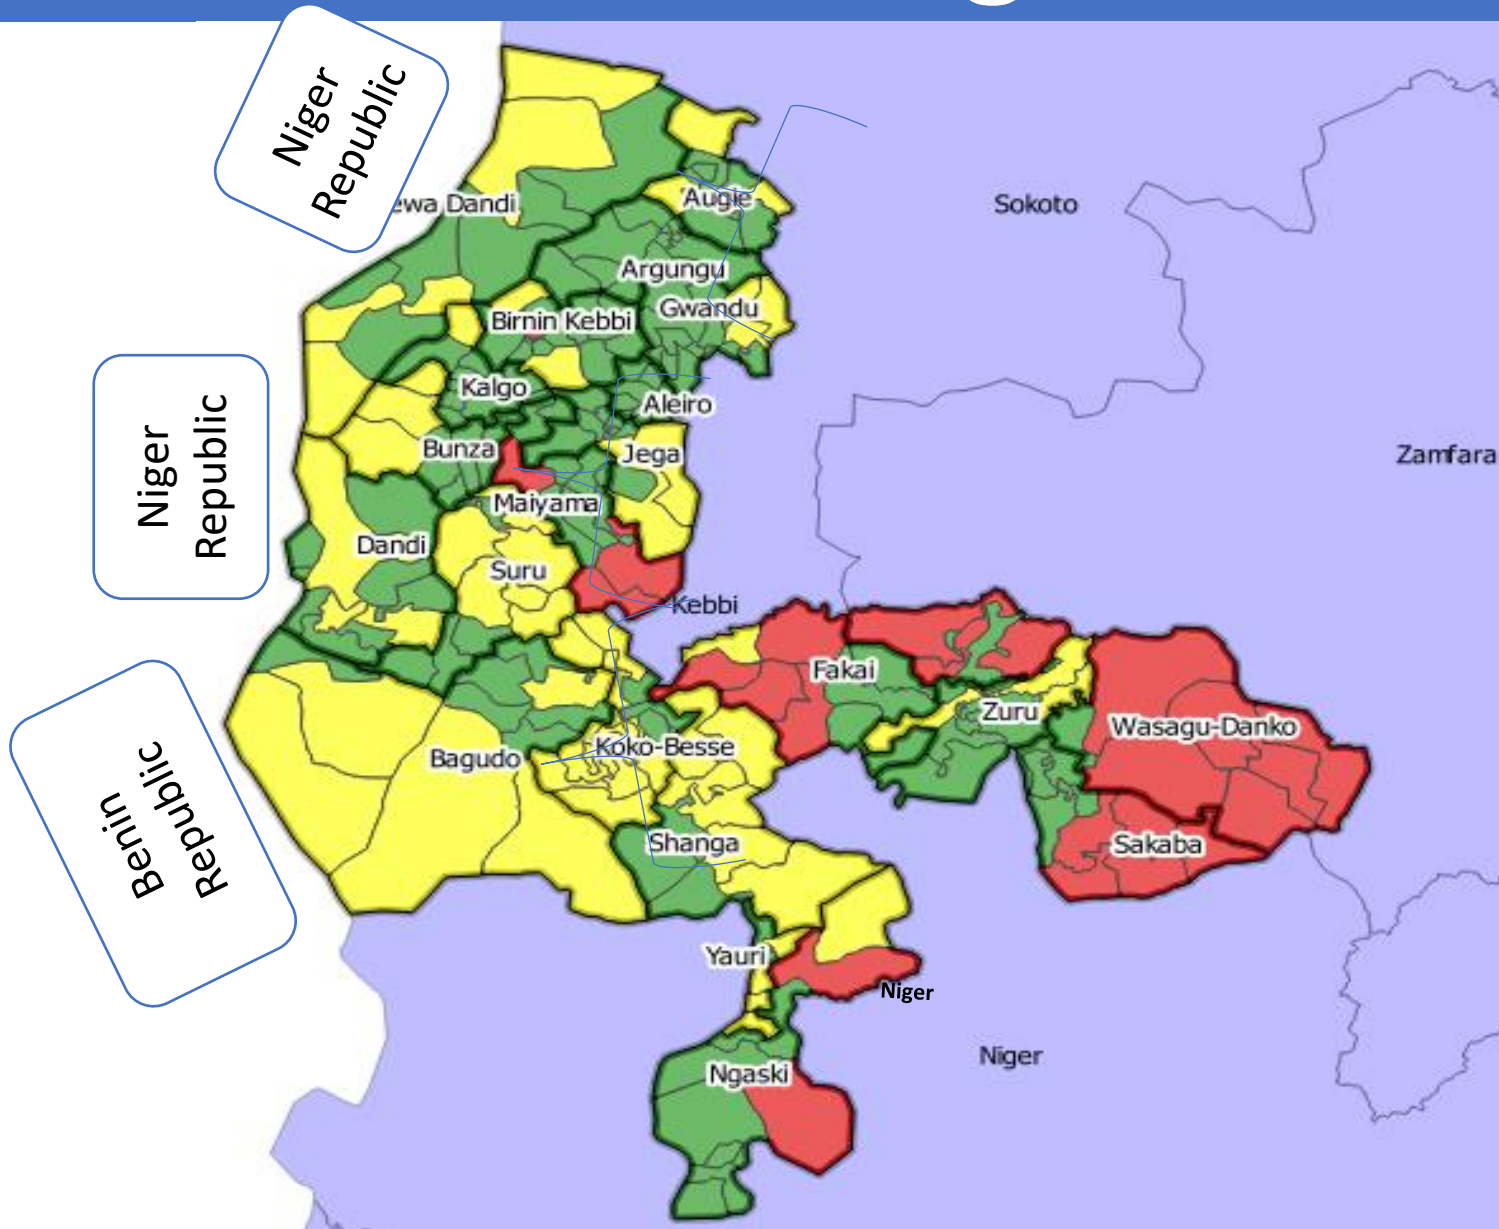 Niger
Republic
ewa Dandi
Augie
Sokoto
Argungu
Gwandu
Birnin Kebbi
Kalgo
Aleiro
Niger
Republic
Bunza
Jega
Zamfara
Maiyama
Dandi
Suru
Kebbi
Fakai
Zuru
Wasagu-Danko
Koko-Besse
Bagudo
Benin
Republic
Shanga
Sakaba
Yauri
Niger
Niger
Ngaski